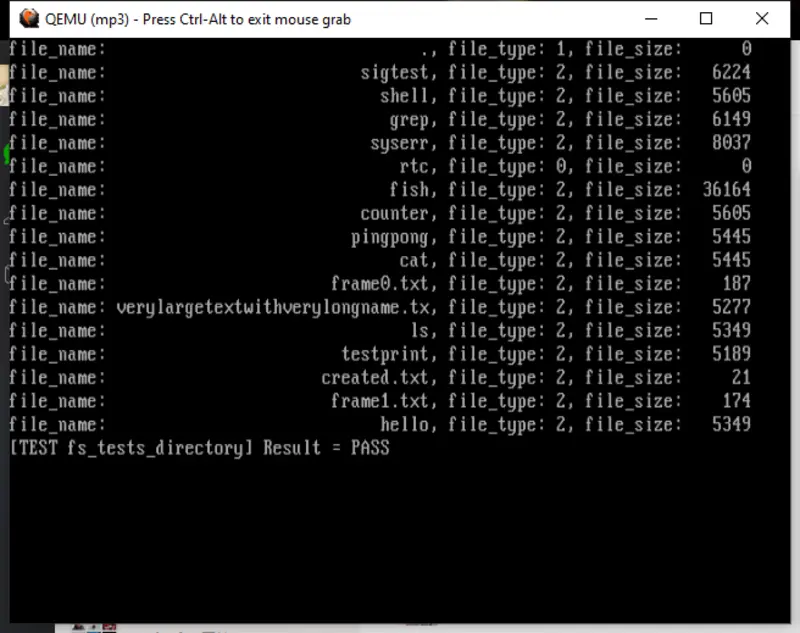 QEMU (mp3) - Press Ctrl-Alt to exit mouse grab
file_name:                                ., file_type: 1, file_size:      0
file_name:                          sigtest, file_type: 2, file_size:   6224
file_name:                            shell, file_type: 2, file_size:   5605
file_name:                             grep, file_type: 2, file_size:   6149
file_name:                           syserr, file_type: 2, file_size:   8037
file_name:                              rtc, file_type: 0, file_size:      0
file_name:                             fish, file_type: 2, file_size:  36164
file_name:                          counter, file_type: 2, file_size:   5605
file_name:                         pingpong, file_type: 2, file_size:   5445
file_name:                              cat, file_type: 2, file_size:   5445
file_name:                       frame0.txt, file_type: 2, file_size:    187
file_name: verylargetextwithverylongname.tx, file_type: 2, file_size:   5277
file_name:                               ls, file_type: 2, file_size:   5349
file_name:                        testprint, file_type: 2, file_size:   5189
file_name:                      created.txt, file_type: 2, file_size:     21
file_name:                       frame1.txt, file_type: 2, file_size:    174
file_name:                            hello, file_type: 2, file_size:   5349
[TEST fs_tests_directory] Result = PASS